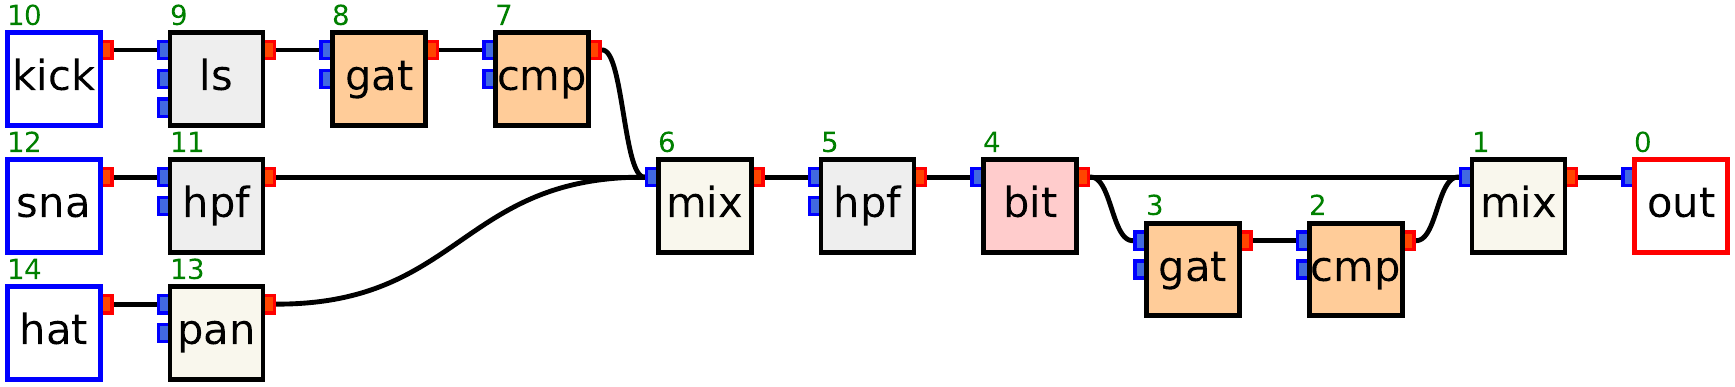 10 9 8 7
kick ls gat cmp
12 11 6 5 4 1 0
sna hpf mix hpf bit mix out
3 2
gat cmp
14 13
hat pan